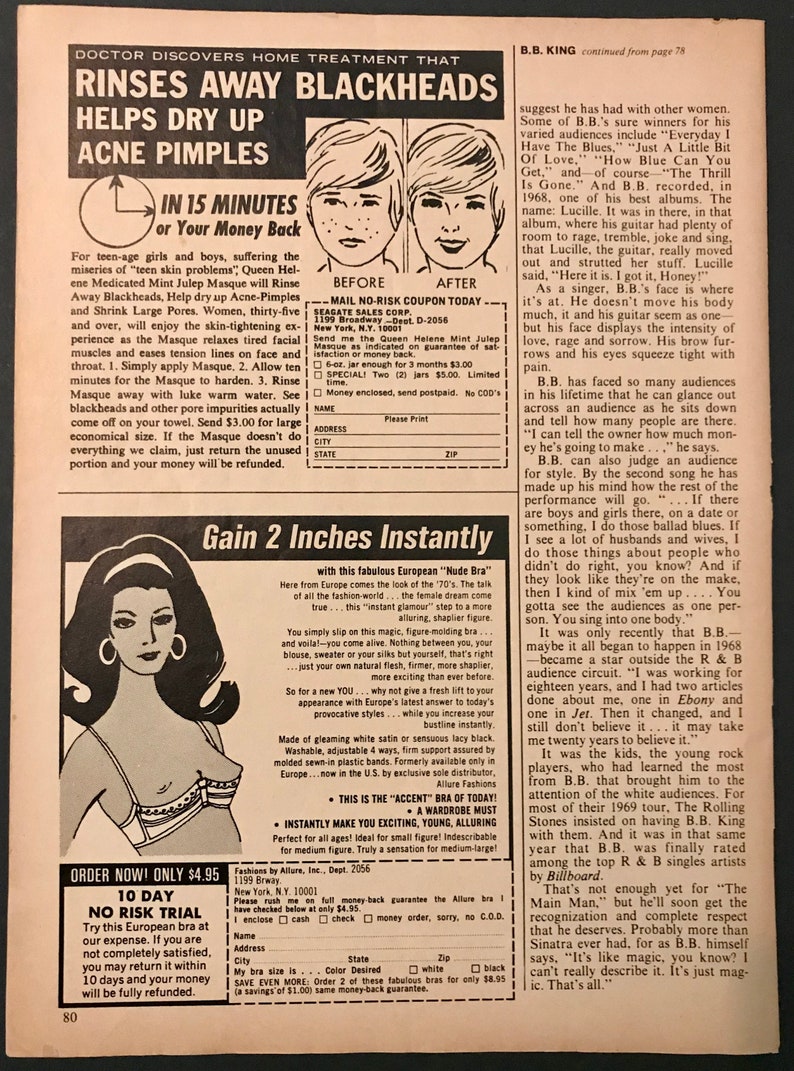 DOCTOR DISCOVERS HOME TREATMENT THAT
RINSES AWAY BLACKHEADS
HELPS DRY UP
ACNE PIMPLES
IN 15 MINUTES
or Your Money Back
For teen-age girls and boys, suffering the
miseries of "teen skin problems", Queen Hel-
ene Medicated Mint Julep Masque will Rinse
Away Blackheads, Help dry up Acne-Pimples
and Shrink Large Pores. Women, thirty-five
and over, will enjoy the skin-tightening ex-
perience as the Masque relaxes tired facial
muscles and eases tension lines on face and
throat. 1. Simply apply Masque. 2. Allow ten
minutes for the Masque to harden. 3. Rinse
Masque away with luke warm water. See
blackheads and other pore impurities actually
come off on your towel. Send $3.00 for large
economical size. If the Masque doesn't do
everything we claim, just return the unused
portion and your money will be refunded.
BEFORE
AFTER
MAIL NO-RISK COUPON TODAY
SEAGATE SALES CORP.
1199 Broadway —Dept. D-2056
New York, N.Y. 10001
Send me the Queen Helene Mint Julep
Masque as indicated on guarantee of sat-
isfaction or money back.
6-oz. jar enough for 3 months $3.00
SPECIAL! Two (2) jars $5.00. Limited
time.
Money enclosed, send postpaid. No COD's
NAME
Please Print
ADDRESS
CITY
STATE ZIP
Gain 2 Inches Instantly
with this fabulous European "Nude Bra"
Here from Europe comes the look of the '70's. The talk
of all the fashion-world . . . the female dream come
true . . . this "instant glamour" step to a more
alluring, shaplier figure.
You simply slip on this magic, figure-molding bra . . .
and voila!—you come alive. Nothing between you, your
blouse, sweater or your silks but yourself, that's right
. . . just your own natural flesh, firmer, more shaplier,
more exciting than ever before.
So for a new YOU . . . why not give a fresh lift to your
appearance with Europe's latest answer to today's
provocative styles . . . while you increase your
bustline instantly.
Made of gleaming white satin or sensuous lacy black.
Washable, adjustable 4 ways, firm support assured by
molded sewn-in plastic bands. Formerly available only in
Europe . . . now in the U.S. by exclusive sole distributor,
Allure Fashions
• THIS IS THE "ACCENT" BRA OF TODAY!
• A WARDROBE MUST
• INSTANTLY MAKE YOU EXCITING, YOUNG, ALLURING
Perfect for all ages! Ideal for small figure! Indescribable
for medium figure. Truly a sensation for medium-large!
ORDER NOW! ONLY $4.95
10 DAY
NO RISK TRIAL
Try this European bra at
our expense. If you are
not completely satisfied,
you may return it within
10 days and your money
will be fully refunded.
Fashions by Allure, Inc., Dept. 2056
1199 Brway.
New York, N.Y. 10001
Please rush me on full money-back guarantee the Allure bra I
have checked below at only $4.95.
I enclose cash check money order, sorry, no C.O.D.
Name
Address
City State Zip
My bra size is . . . Color Desired white black
SAVE EVEN MORE: Order 2 of these fabulous bras for only $8.95
(a savings of $1.00) same money-back guarantee.
80
B.B. KING continued from page 78
suggest he has had with other women.
Some of B.B.'s sure winners for his
varied audiences include "Everyday I
Have The Blues," "Just A Little Bit
Of Love," "How Blue Can You
Get," and—of course—"The Thrill
Is Gone." And B.B. recorded, in
1968, one of his best albums. The
name: Lucille. It was in there, in that
album, where his guitar had plenty of
room to rage, tremble, joke and sing,
that Lucille, the guitar, really moved
out and strutted her stuff. Lucille
said, "Here it is. I got it, Honey!"
As a singer, B.B.'s face is where
it's at. He doesn't move his body
much, it and his guitar seem as one—
but his face displays the intensity of
love, rage and sorrow. His brow fur-
rows and his eyes squeeze tight with
pain.
B.B. has faced so many audiences
in his lifetime that he can glance out
across an audience as he sits down
and tell how many people are there.
"I can tell the owner how much mon-
ey he's going to make . . ," he says.
B.B. can also judge an audience
for style. By the second song he has
made up his mind how the rest of the
performance will go. " . . . If there
are boys and girls there, on a date or
something, I do those ballad blues. If
I see a lot of husbands and wives, I
do those things about people who
didn't do right, you know? And if
they look like they're on the make,
then I kind of mix 'em up . . . . You
gotta see the audiences as one per-
son. You sing into one body."
It was only recently that B.B.—
maybe it all began to happen in 1968
—became a star outside the R & B
audience circuit. "I was working for
eighteen years, and I had two articles
done about me, one in Ebony and
one in Jet. Then it changed, and I
still don't believe it . . . it may take
me twenty years to believe it."
It was the kids, the young rock
players, who had learned the most
from B.B. that brought him to the
attention of the white audiences. For
most of their 1969 tour, The Rolling
Stones insisted on having B.B. King
with them. And it was in that same
year that B.B. was finally rated
among the top R & B singles artists
by Billboard.
That's not enough yet for "The
Main Man," but he'll soon get the
recognization and complete respect
that he deserves. Probably more than
Sinatra ever had, for as B.B. himself
says, "It's like magic, you know? I
can't really describe it. It's just mag-
ic. That's all."